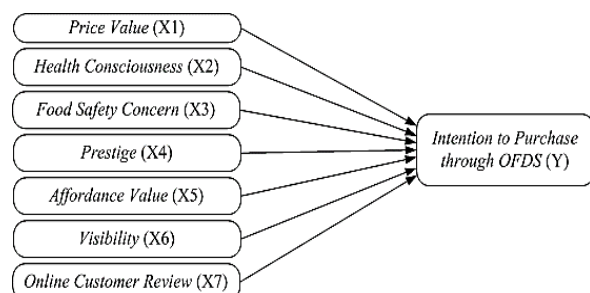 Price Value (X1)
Health Consciousness (X2)
Food Safety Concern (X3)
Prestige (X4)
Affordance Value (X5)
Visibility (X6)
Online Customer Review (X7)
Intention to Purchase
through OFDS (Y)